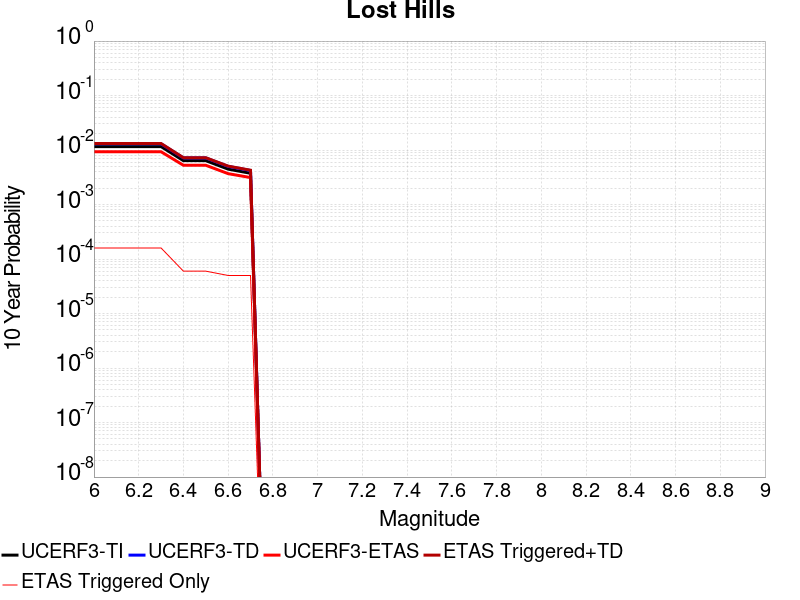 Lost Hills
10 Year Probability
10^0
10^-1
10^-2
10^-3
10^-4
10^-5
10^-6
10^-7
10^-8
6 6.2 6.4 6.6 6.8 7 7.2 7.4 7.6 7.8 8 8.2 8.4 8.6 8.8 9
Magnitude
UCERF3-TI UCERF3-TD UCERF3-ETAS ETAS Triggered+TD
ETAS Triggered Only